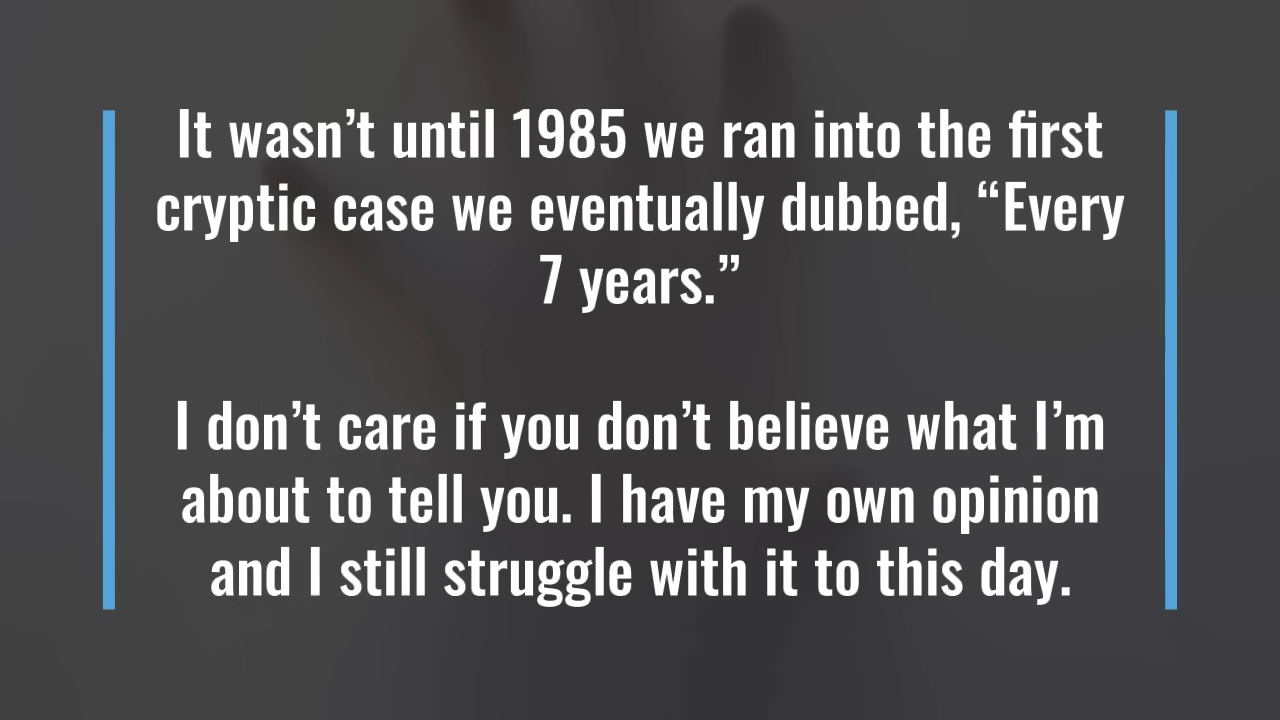 It wasn’t until 1985 we ran into the first
cryptic case we eventually dubbed, “Every
7 years.”
I don’t care if you don’t believe what I’m
about to tell you. I have my own opinion
and I still struggle with it to this day.